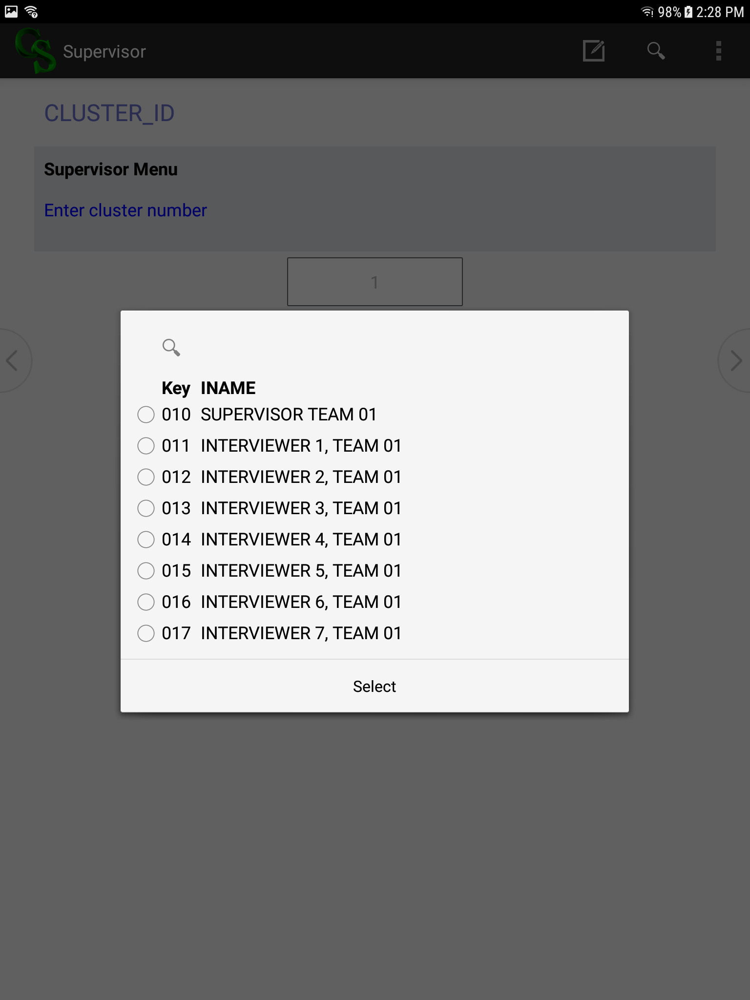 98% 2:28 PM
CS Supervisor
CLUSTER_ID
Supervisor Menu
Enter cluster number
1
Key INAME
010 SUPERVISOR TEAM 01
011 INTERVIEWER 1, TEAM 01
012 INTERVIEWER 2, TEAM 01
013 INTERVIEWER 3, TEAM 01
014 INTERVIEWER 4, TEAM 01
015 INTERVIEWER 5, TEAM 01
016 INTERVIEWER 6, TEAM 01
017 INTERVIEWER 7, TEAM 01
Select